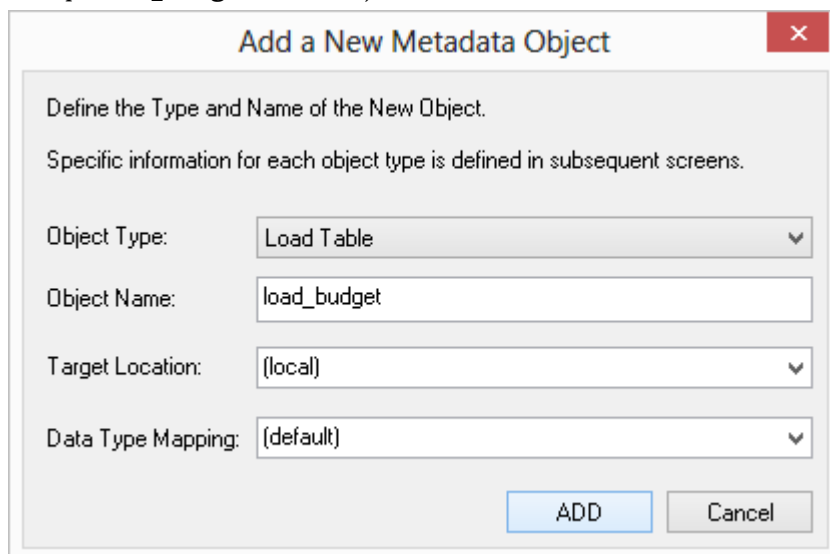 Add a New Metadata Object
Define the Type and Name of the New Object.
Specific information for each object type is defined in subsequent screens.
Object Type: Load Table
Object Name: load_budget
Target Location: (local)
Data Type Mapping: (default)
ADD Cancel